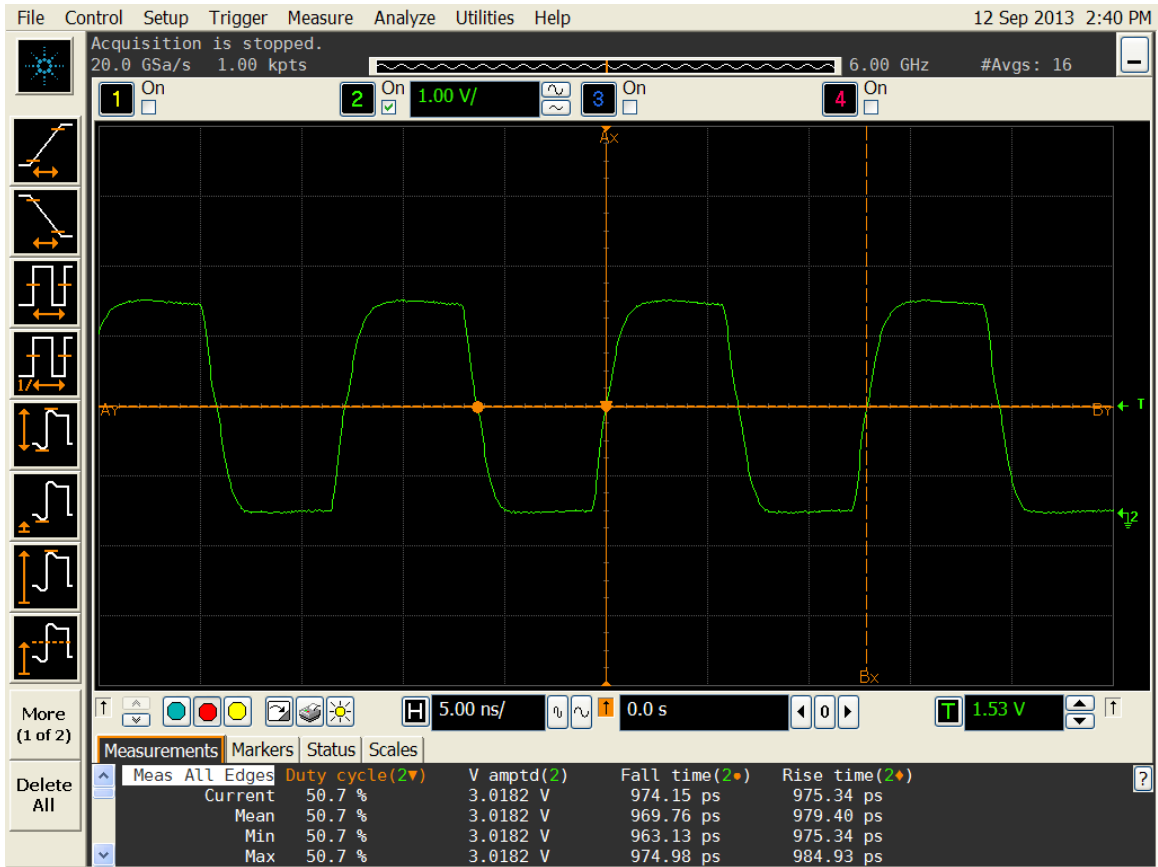 File Control Setup Trigger Measure Analyze Utilities Help 12 Sep 2013 2:40 PM
Acquisition is stopped.
20.0 GSa/s 1.00 kpts 6.00 GHz #Avgs: 16
1 On 2 On 1.00 V/ 3 On 4 On
Ax
1/
AY BY T
2
Bx
More
(1 of 2)
Delete
All
H 5.00 ns/ 0.0 s 0 T 1.53 V
Measurements Markers Status Scales
Meas All Edges Duty cycle(2▼) V amptd(2) Fall time(2●) Rise time(2♦) ?
Current 50.7 % 3.0182 V 974.15 ps 975.34 ps
Mean 50.7 % 3.0182 V 969.76 ps 979.40 ps
Min 50.7 % 3.0182 V 963.13 ps 975.34 ps
Max 50.7 % 3.0182 V 974.98 ps 984.93 ps